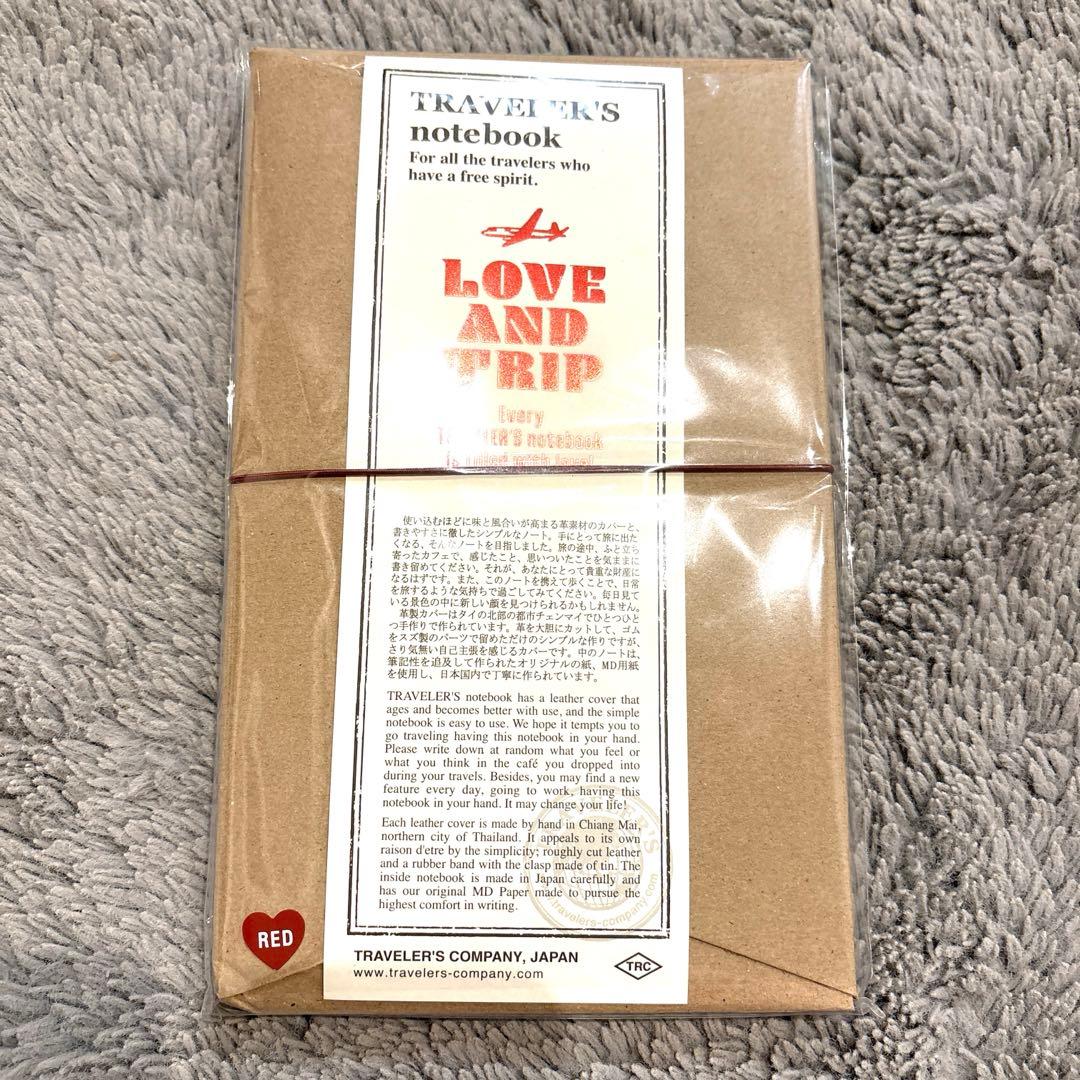 TRAVELER'S
notebook
For all the travelers who
have a free spirit.
LOVE
AND
TRIP
Every
TRAVELER'S notebook
is filled with love!
使い込むほどに味と風合いが高まる革素材のカバーと、
書きやすさに徹したシンプルなノート。手にとって旅に出た
くなる、そんなノートを目指しました。旅の途中、ふと立ち
寄ったカフェで、感じたこと、思いついたことを気ままに
書き留めてください。それが、あなたにとって貴重な財産に
なるはずです。また、このノートを携えて歩くことで、日常
を旅するような気持ちで過ごしてみてください。毎日見て
いる景色の中に新しい顔を見つけられるかもしれません。
革製カバーはタイの北部の都市チェンマイでひとつひと
つ手作りで作られています。革を大胆にカットして、ゴム
をスズ製のパーツで留めただけのシンプルな作りですが、
さり気無い自己主張を感じるカバーです。中のノートは、
筆記性を追及して作られたオリジナルの紙、MD用紙
を使用し、日本国内で丁寧に作られています。
TRAVELER'S notebook has a leather cover that
ages and becomes better with use, and the simple
notebook is easy to use. We hope it tempts you to
go traveling having this notebook in your hand.
Please write down at random what you feel or
what you think in the café you dropped into
during your travels. Besides, you may find a new
feature every day, going to work, having this
notebook in your hand. It may change your life!
Each leather cover is made by hand in Chiang Mai,
northern city of Thailand. It appeals to its own
raison d'etre by the simplicity; roughly cut leather
and a rubber band with the clasp made of tin. The
inside notebook is made in Japan carefully and
has our original MD Paper made to pursue the
highest comfort in writing.
travelers-company.com
RED
TRAVELER'S COMPANY, JAPAN
www.travelers-company.com
TRC